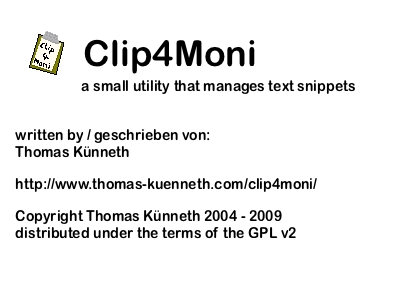 Clip
4
Moni
Clip4Moni
a small utility that manages text snippets
written by / geschrieben von:
Thomas Künneth
http://www.thomas-kuenneth.com/clip4moni/
Copyright Thomas Künneth 2004 - 2009
distributed under the terms of the GPL v2